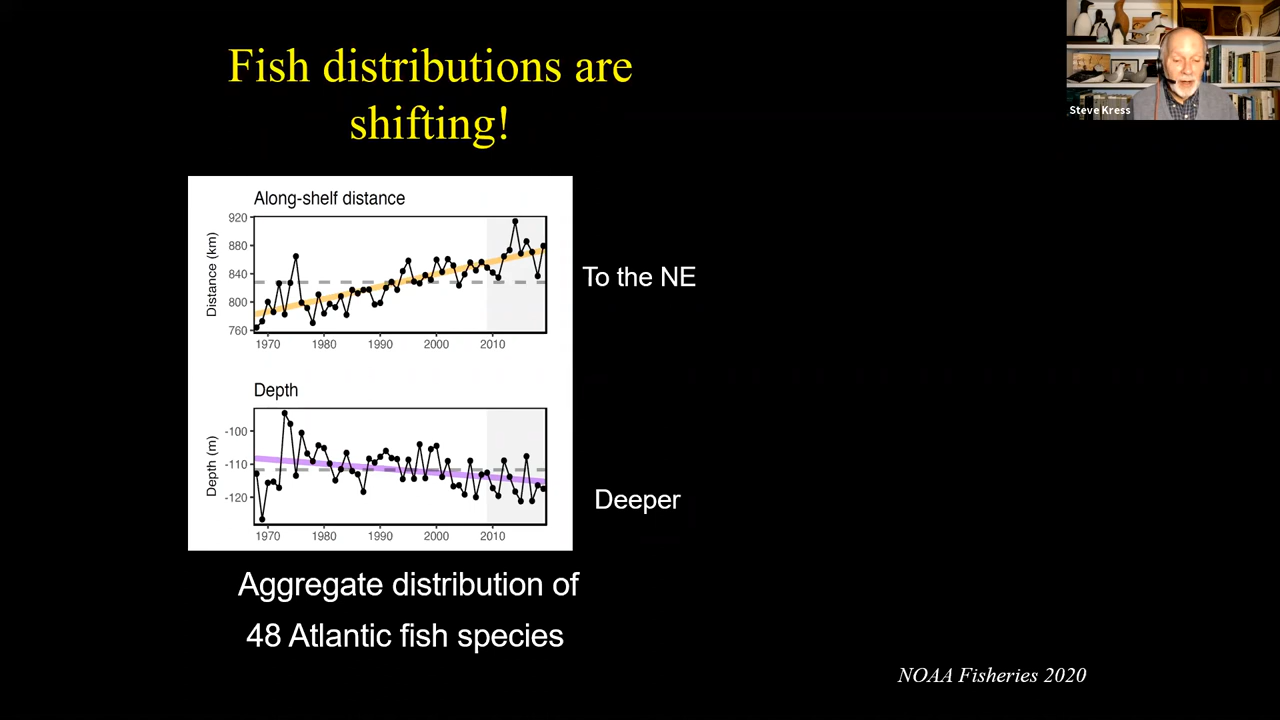 Fish distributions are
shifting!
Steve Kress
Along-shelf distance
Distance (km)
920
880
840
800
760
1970 1980 1990 2000 2010
To the NE
Depth
Depth (m)
-100
-110
-120
1970 1980 1990 2000 2010
Deeper
Aggregate distribution of
48 Atlantic fish species
NOAA Fisheries 2020